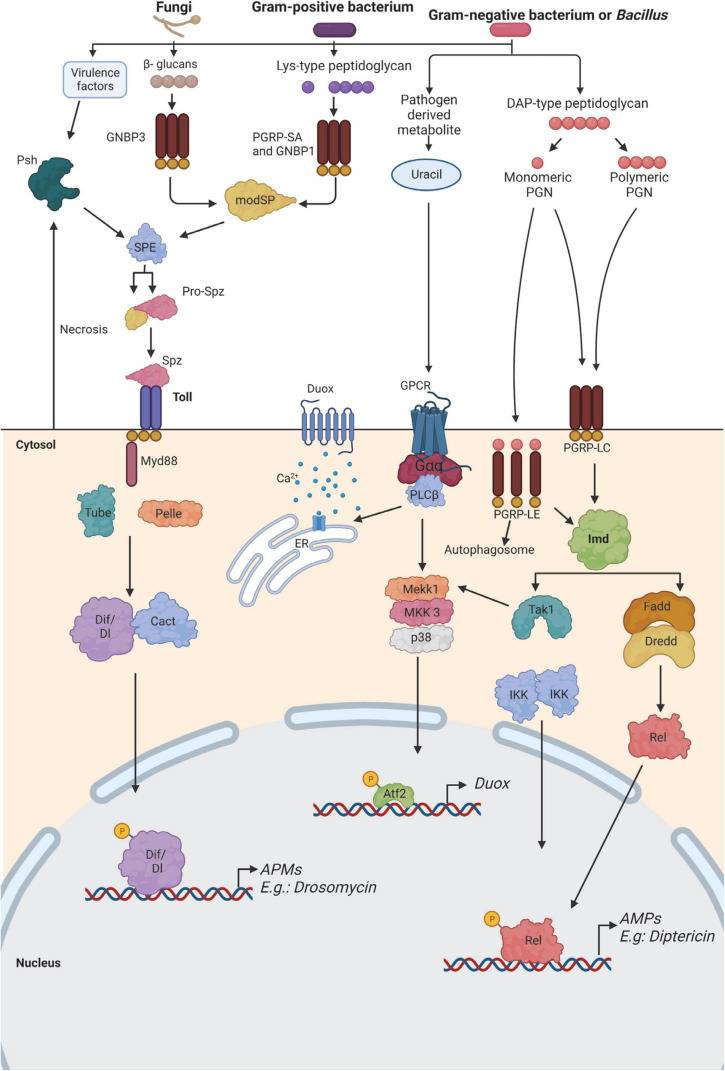 Fungi
Gram-positive bacterium
Gram-negative bacterium or Bacillus
Virulence
factors
β- glucans
Lys-type peptidoglycan
Pathogen
derived
metabolite
DAP-type peptidoglycan
GNBP3
PGRP-SA
and GNBP1
Psh
Uracil
Monomeric
PGN
Polymeric
PGN
modSP
SPE
Pro-Spz
Necrosis
Spz
Toll
Duox
GPCR
Cytosol
Myd88
PGRP-LC
Gαq
Ca2+
PLCβ
Tube
Pelle
PGRP-LE
ER
Autophagosome
Imd
Mekk1
MKK 3
p38
Tak1
Fadd
Dredd
Dif/
Dl
Cact
IKK
IKK
Rel
P
Atf2
Duox
P
Dif/
Dl
APMs
E.g.: Drosomycin
P
Rel
AMPs
E.g: Diptericin
Nucleus